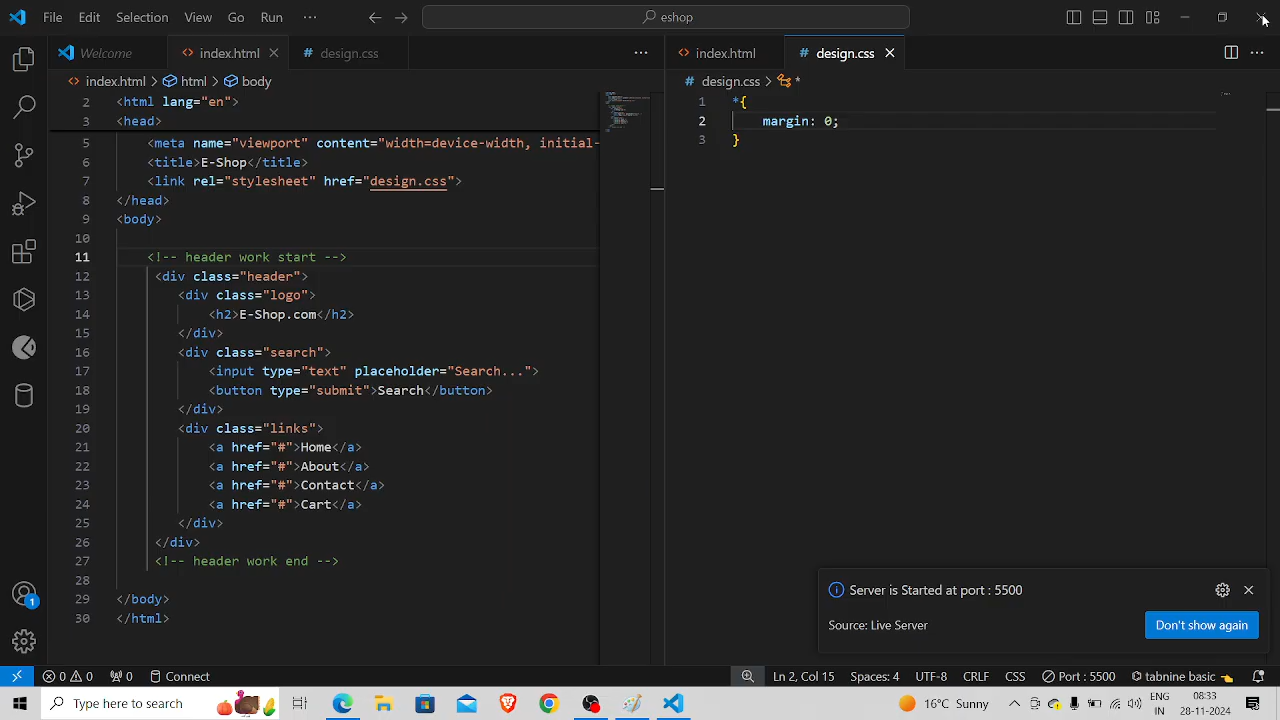 File Edit Selection View Go Run ··· eshop
Welcome index.html design.css ···
index.html > html > body
2 <html lang="en">
3 <head>
5 <meta name="viewport" content="width=device-width, initial-
6 <title>E-Shop</title>
7 <link rel="stylesheet" href="design.css">
8 </head>
9 <body>
10
11 <!-- header work start -->
12 <div class="header">
13 <div class="logo">
14 <h2>E-Shop.com</h2>
15 </div>
16 <div class="search">
17 <input type="text" placeholder="Search...">
18 <button type="submit">Search</button>
19 </div>
20 <div class="links">
21 <a href="#">Home</a>
22 <a href="#">About</a>
23 <a href="#">Contact</a>
24 <a href="#">Cart</a>
25 </div>
26 </div>
27 <!-- header work end -->
28
29 </body>
30 </html>
index.html # design.css ···
# design.css > *
1 *{
2 margin: 0;
3 }
Server is Started at port : 5500
Source: Live Server
Don't show again
1
0 0 0 Connect Ln 2, Col 15 Spaces: 4 UTF-8 CRLF CSS Port : 5500 tabnine basic
Type here to search 16°C Sunny ENG IN 08:35 28-11-2024